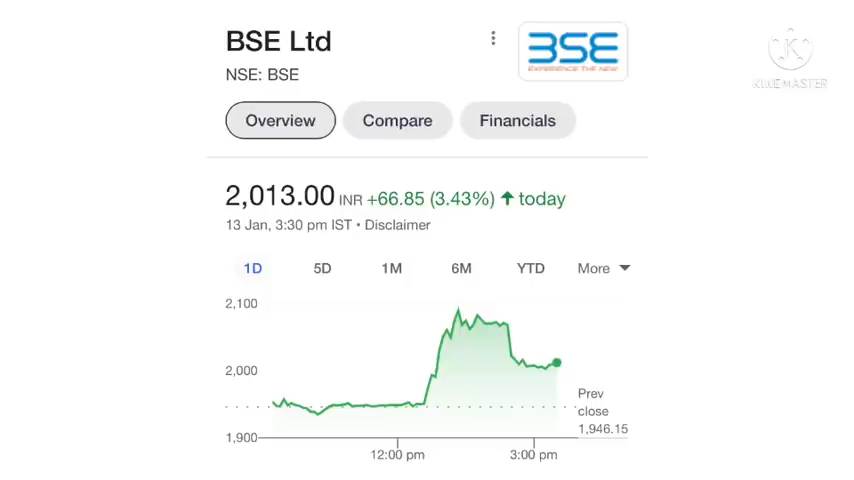 BSE Ltd
NSE: BSE
BSE
EXPERIENCE THE NEW
KINEMASTER
Overview
Compare
Financials
2,013.00 INR +66.85 (3.43%) ↑ today
13 Jan, 3:30 pm IST • Disclaimer
1D 5D 1M 6M YTD More
2,100
2,000
1,900
Prev
close
1,946.15
12:00 pm
3:00 pm